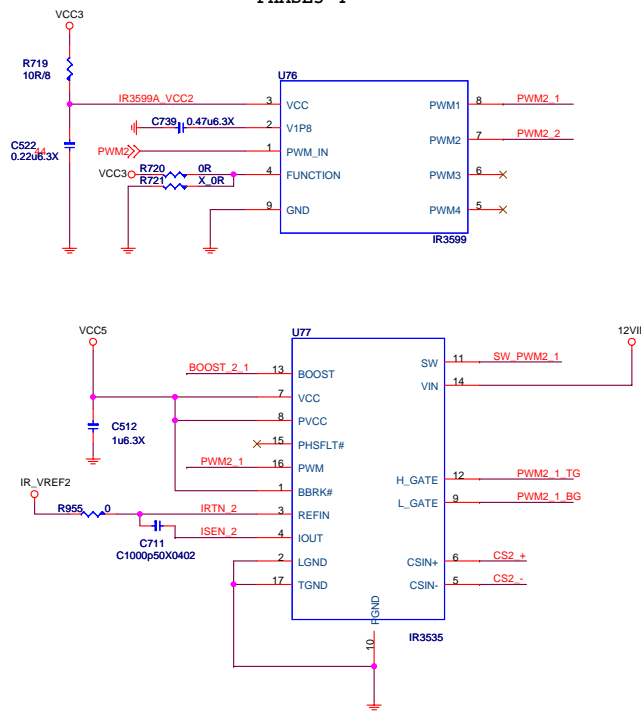 VCC3
R719
10R/8
IR3599A_VCC2
C522
0.22u6.3X
44
PWM2
C739 0.47u6.3X
VCC3
R720 0R
R721 X_0R
U76
3 VCC
2 V1P8
1 PWM_IN
4 FUNCTION
9 GND
PWM1 8 PWM2_1
PWM2 7 PWM2_2
PWM3 6
PWM4 5
IR3599
VCC5
C512
1u6.3X
IR_VREF2
R955 0
C711
C1000p50X0402
U77
BOOST_2_1 13 BOOST
7 VCC
8 PVCC
15 PHSFLT#
PWM2_1 16 PWM
1 BBRK#
IRTN_2 3 REFIN
ISEN_2 4 IOUT
2 LGND
17 TGND
PGND
10
SW 11 SW_PWM2_1
VIN 14
H_GATE 12 PWM2_1_TG
L_GATE 9 PWM2_1_BG
CSIN+ 6 CS2_+
CSIN- 5 CS2_-
IR3535